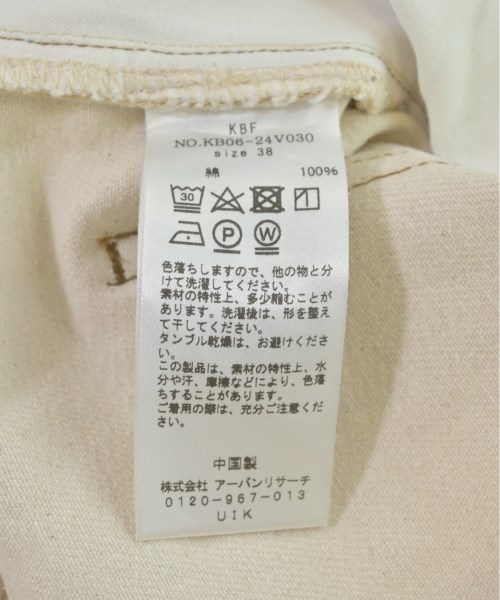 KBF
NO.KB06-24V030
size 38
綿 100%
30
P W
色落ちしますので、他の物と分
けて洗濯してください。
素材の特性上、多少縮むことが
あります。洗濯後は、形を整え
て干してください。
タンブル乾燥は、お避けくださ
い。
この製品は、素材の特性上、水
分や汗、摩擦などにより、色落
ちすることがあります。
ご着用の際は、充分ご注意くだ
さい。
中国製
株式会社 アーバンリサーチ
0120-967-013
UIK